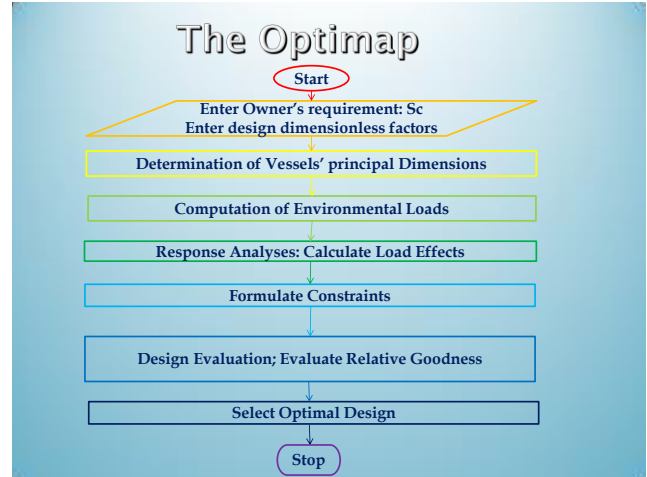 The Optimap
Start
Enter Owner's requirement: Sc
Enter design dimensionless factors
Determination of Vessels' principal Dimensions
Computation of Environmental Loads
Response Analyses: Calculate Load Effects
Formulate Constraints
Design Evaluation; Evaluate Relative Goodness
Select Optimal Design
Stop